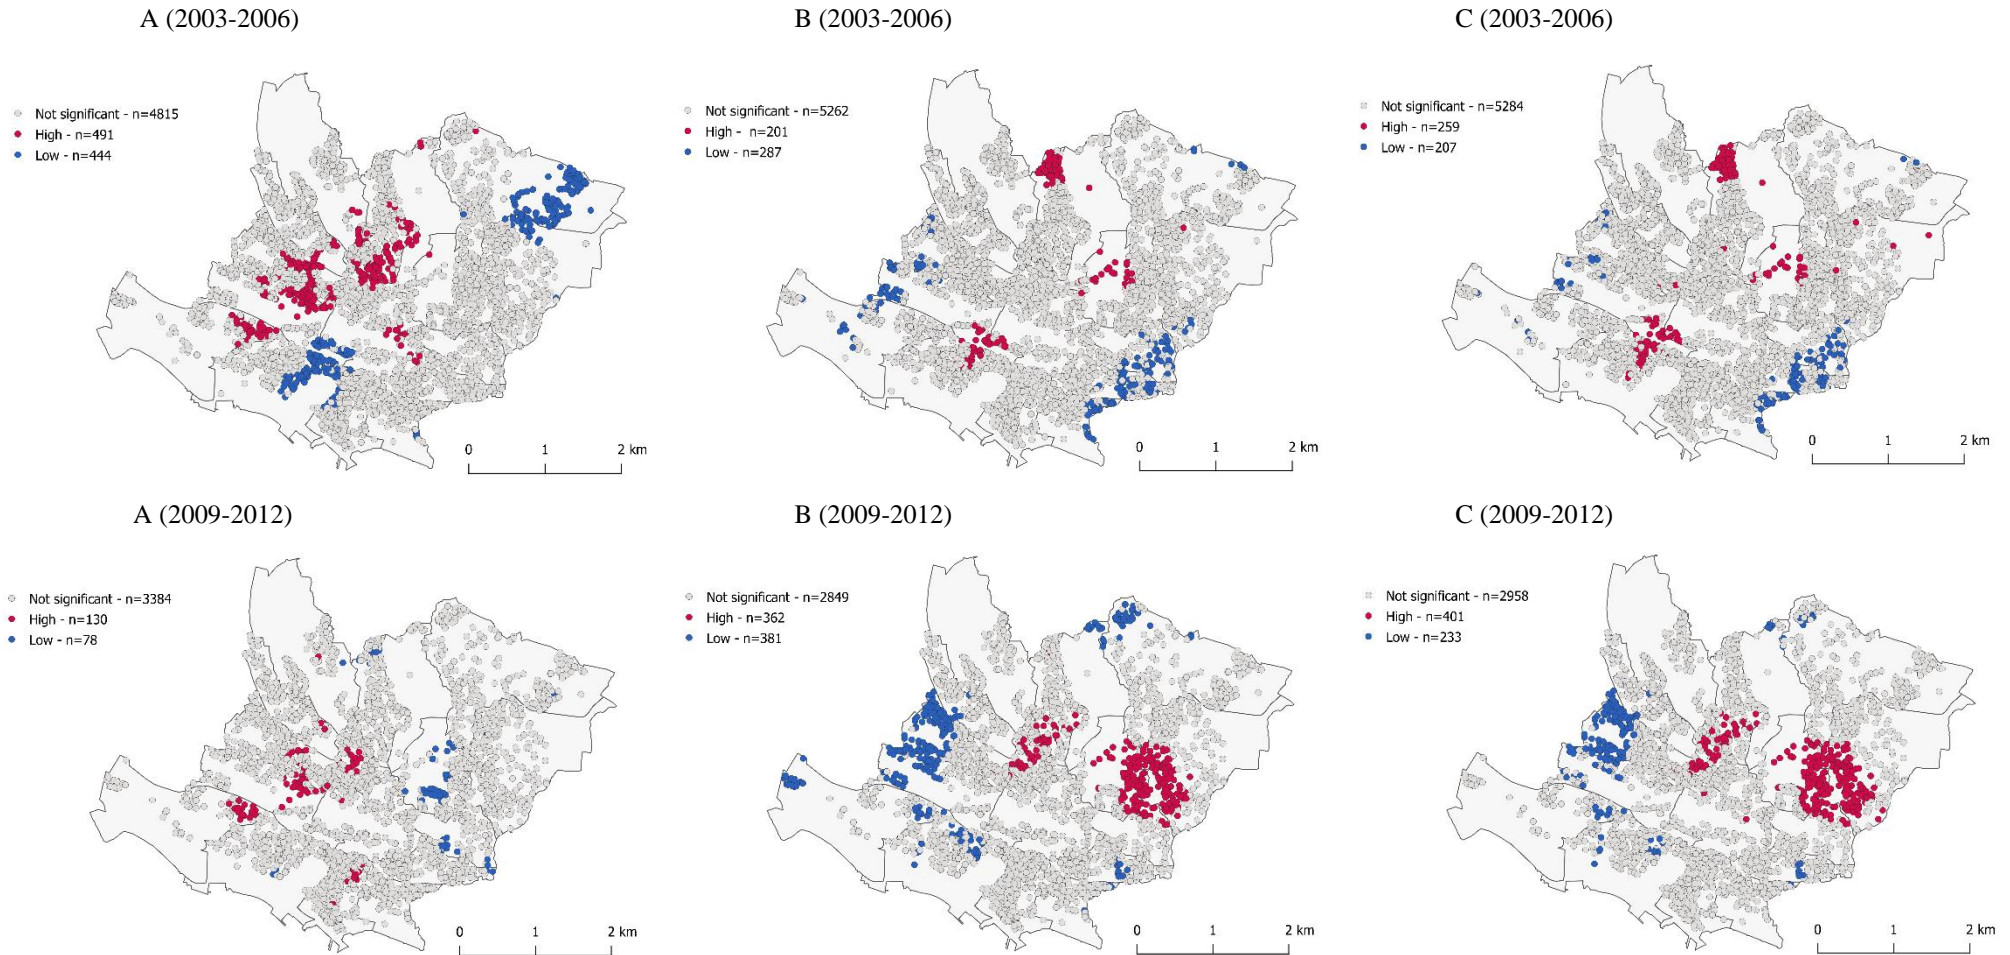 A (2003-2006)
B (2003-2006)
C (2003-2006)
Not significant - n=4815
High - n=491
Low - n=444
0 1 2 km
Not significant - n=5262
High - n=201
Low - n=287
0 1 2 km
Not significant - n=5284
High - n=259
Low - n=207
0 1 2 km
A (2009-2012)
B (2009-2012)
C (2009-2012)
Not significant - n=3384
High - n=130
Low - n=78
0 1 2 km
Not significant - n=2849
High - n=362
Low - n=381
0 1 2 km
Not significant - n=2958
High - n=401
Low - n=233
0 1 2 km